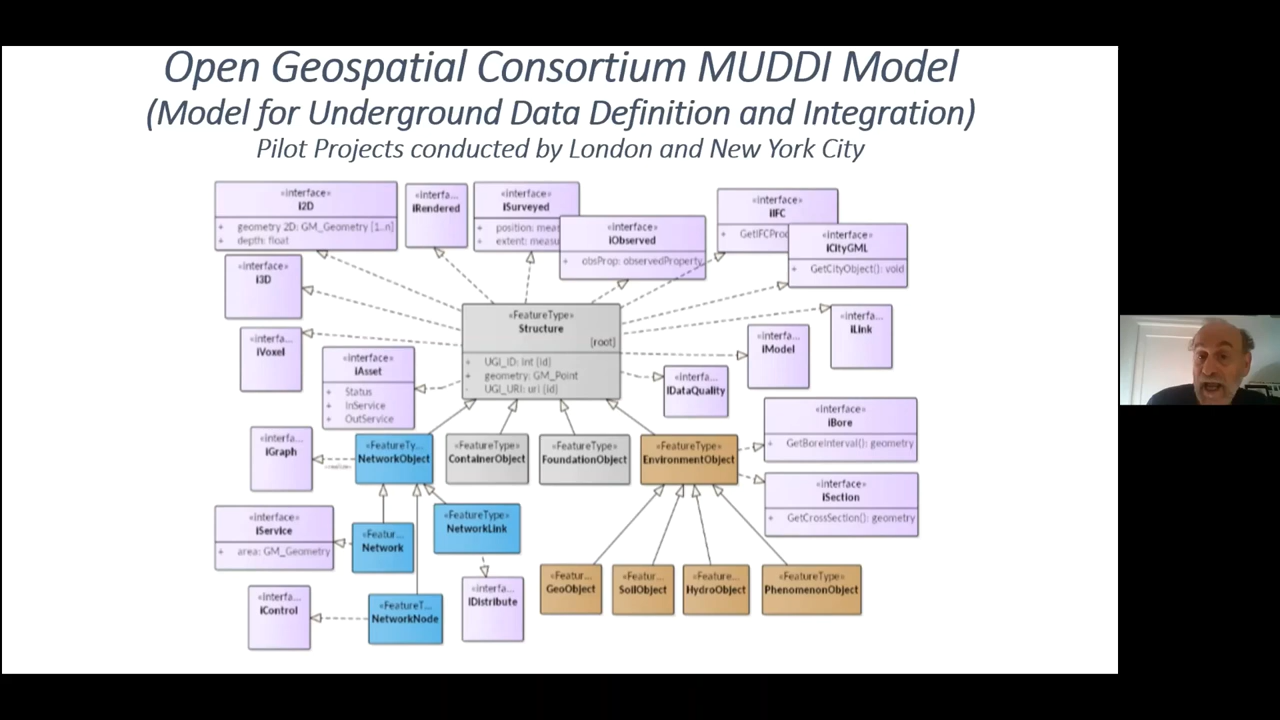 Open Geospatial Consortium MUDDI Model
(Model for Underground Data Definition and Integration)
Pilot Projects conducted by London and New York City
«interface»
i2D
+ geometry 2D: GM_Geometry [1..n]
+ depth: float
«interfa...
iRendered
«interface»
iSurveyed
+ position: meas
+ extent: measu
«interface»
iObserved
+ obsProp: observedProperty
«interface»
iIFC
+ GetIFCProd
«interface»
iCityGML
+ GetCityObject(): void
«interface»
i3D
«interfa...
iVoxel
«interface»
iAsset
+ Status
+ InService
+ OutService
«FeatureType»
Structure
{root}
+ UGI_ID: int {id}
+ geometry: GM_Point
- UGI_URI: uri {id}
«interfa...
iLink
«interfa...
iModel
«interfa...
IDataQuality
«interface»
iBore
+ GetBoreInterval(): geometry
«interface»
iSection
+ GetCrossSection(): geometry
«interfa...
iGraph
«realize»
«FeatureTy...
NetworkObject
«FeatureType»
ContainerObject
«FeatureType»
FoundationObject
«FeatureType»
EnvironmentObject
«interface»
iService
+ area: GM_Geometry
«Featur...
Network
«FeatureType»
NetworkLink
«interfa...
iControl
«FeatureT...
NetworkNode
«interfa...
IDistribute
«Featur...
GeoObject
«Featur...
SoilObject
«Feature...
HydroObject
«FeatureType»
PhenomenonObject